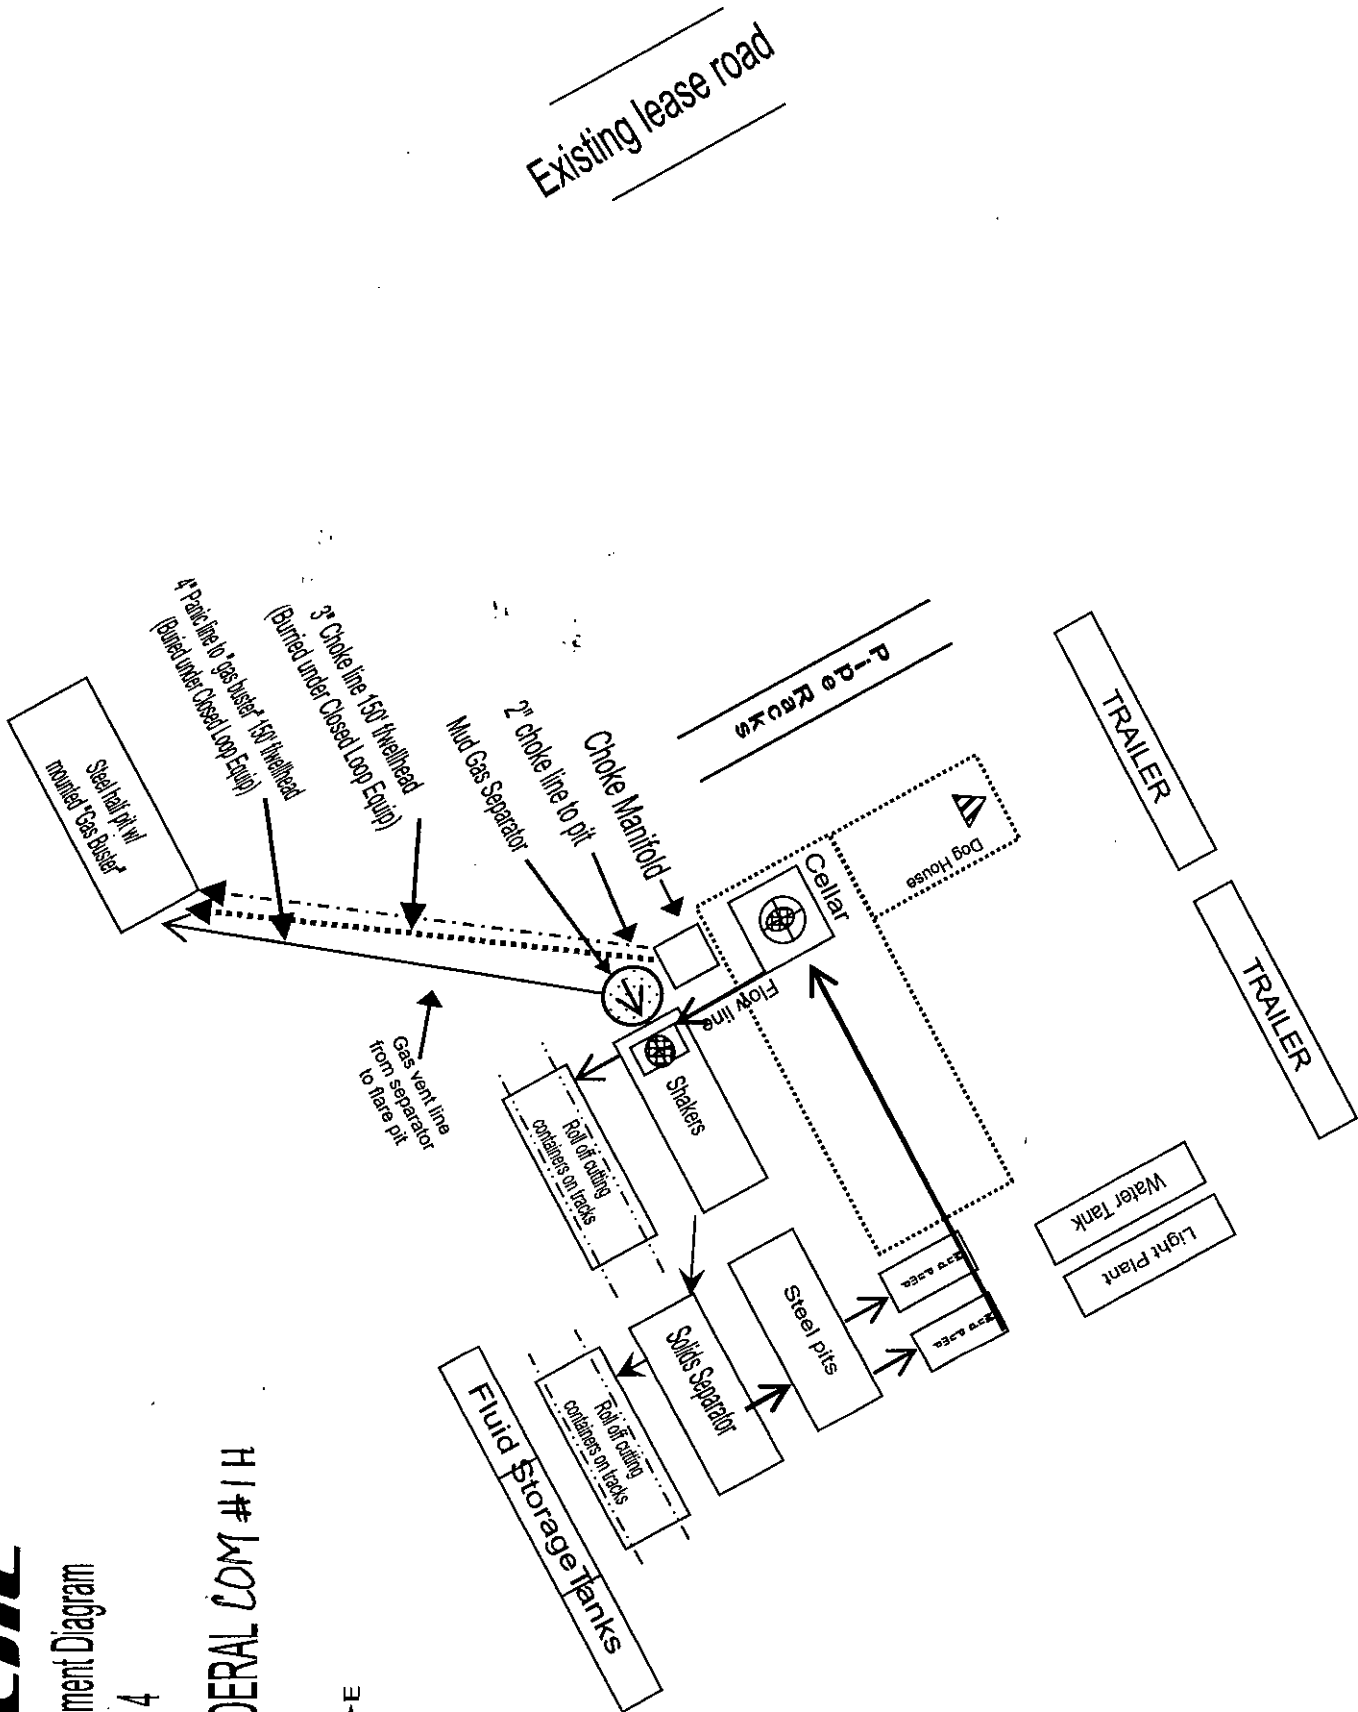 Existing lease road
4" Panic line to "gas buster" 150' f/wellhead
(Buried under Closed Loop Equip)
3" Choke line 150' f/wellhead
(Burried under Closed Loop Equip)
2" choke line to pit
Mud Gas Separator
Choke Manifold
Pipe Racks
TRAILER
TRAILER
Steel half pit w/
mounted "Gas Buster"
Dog House
Cellar
Flow line
Gas vent line
from separator
to flare pit
Shakers
Roll off cutting
containers on tracks
Water Tank
Light Plant
Steel pits
Solids Separator
Roll off cutting
containers on tracks
Fluid Storage Tanks
ment Diagram
4
DERAL COM #1H
E